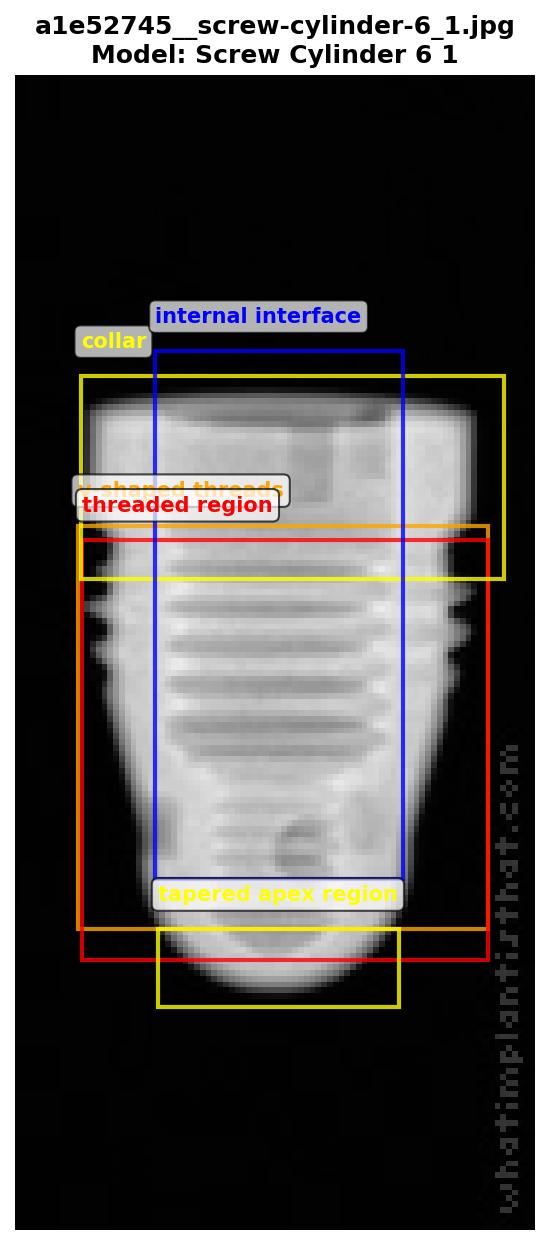 a1e52745__screw-cylinder-6_1.jpg
Model: Screw Cylinder 6 1
internal interface
collar
v-shaped threads
threaded region
tapered apex region
whatimplantisthat.com